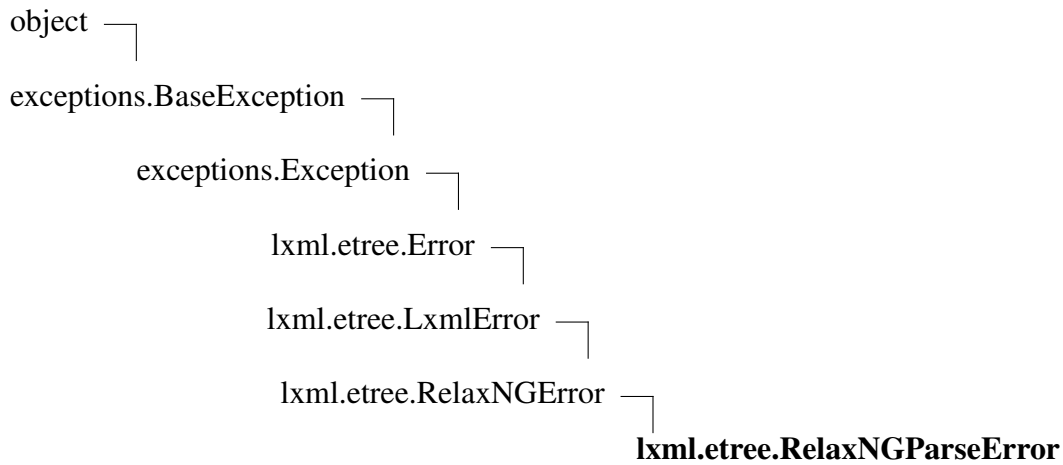 object
exceptions.BaseException
exceptions.Exception
lxml.etree.Error
lxml.etree.LxmlError
lxml.etree.RelaxNGError
lxml.etree.RelaxNGParseError